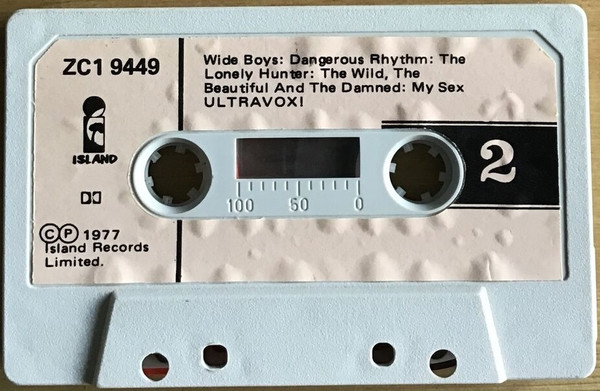 ZC1 9449
Wide Boys: Dangerous Rhythm: The
Lonely Hunter: The Wild, The
Beautiful And The Damned: My Sex
ULTRAVOX!
ISLAND
2
100 50 0
ⒸⓅ 1977
Island Records
Limited.